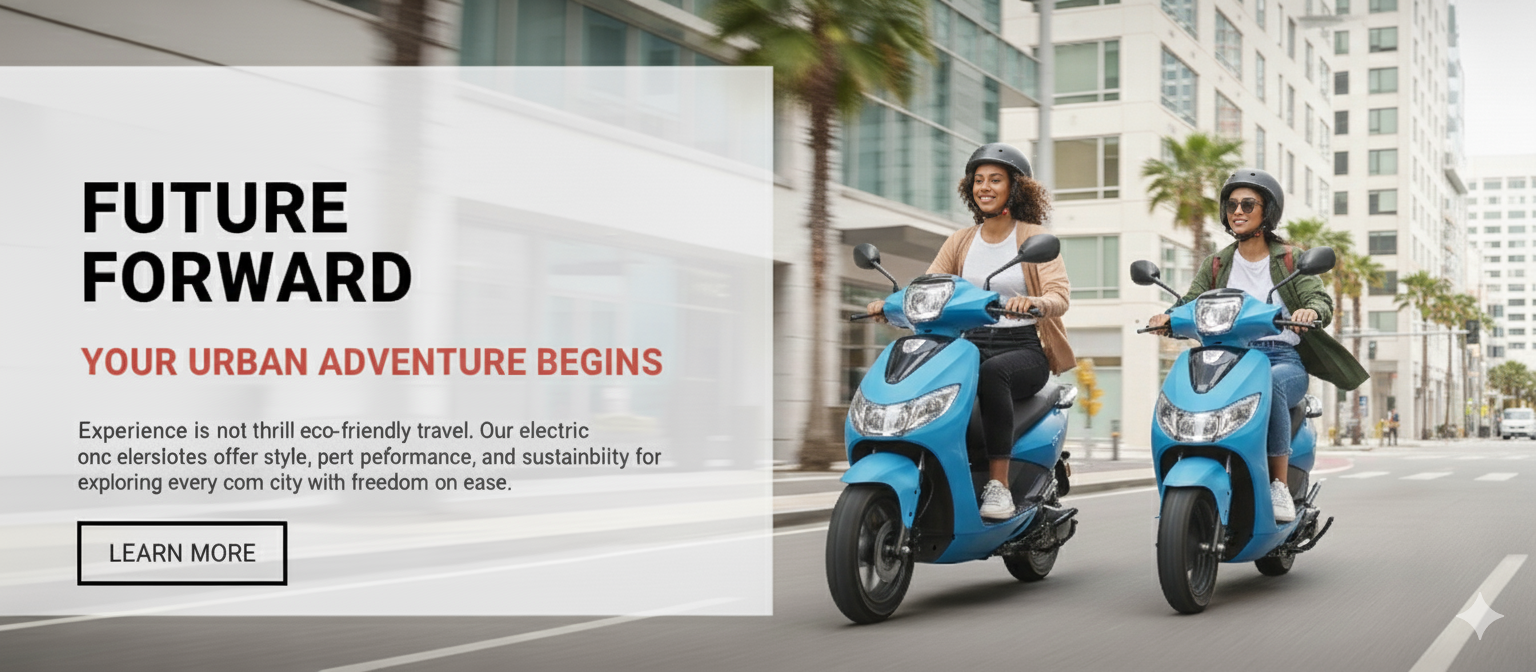 FUTURE
FORWARD
YOUR URBAN ADVENTURE BEGINS
Experience is not thrill eco-friendly travel. Our electric
onc elerslotes offer style, pert peformance, and sustainbiity for
exploring every com city with freedom on ease.
LEARN MORE